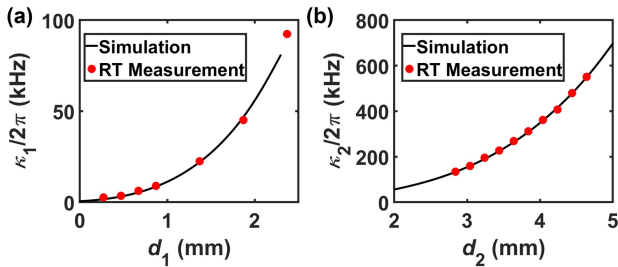 (a)
κ1/2π (kHz)
100
50
0
Simulation
RT Measurement
0 1 2
d1 (mm)
(b)
κ2/2π (kHz)
800
600
400
200
0
Simulation
RT Measurement
2 3 4 5
d2 (mm)